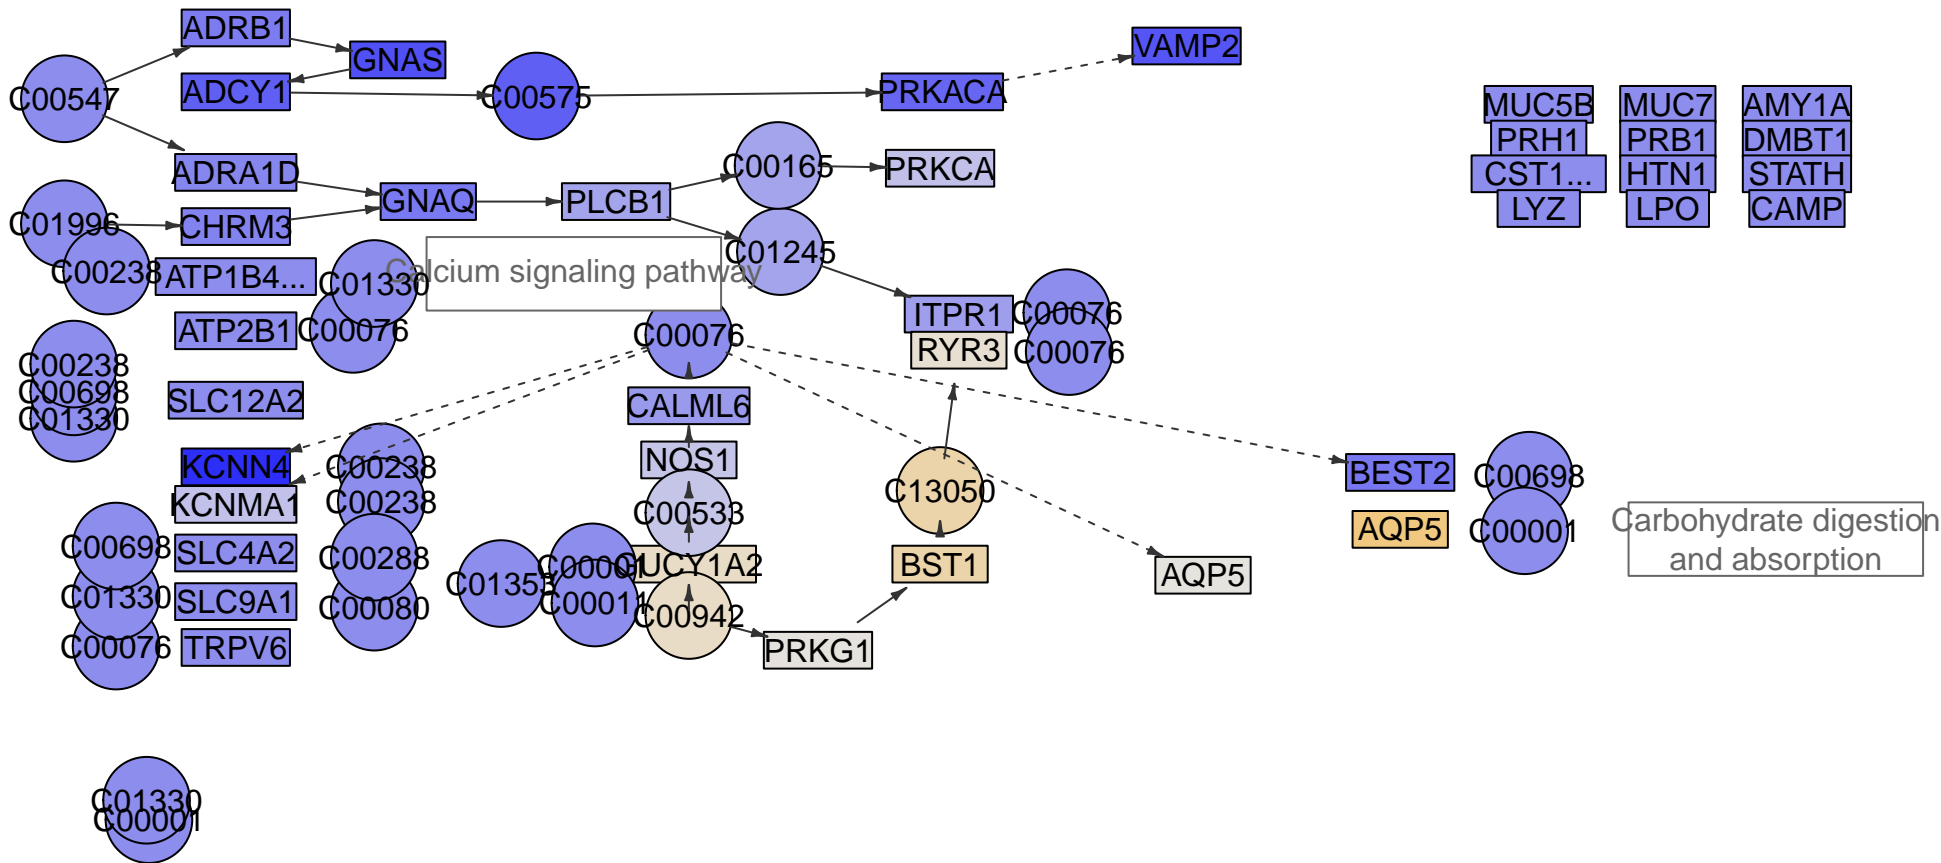 ADRB1
GNAS
VAMP2
C00547
ADCY1
C00575
PRKACA
MUC5B
MUC7
AMY1A
PRH1
PRB1
DMBT1
ADRA1D
C00165
PRKCA
CST1...
HTN1
STATH
GNAQ
PLCB1
LYZ
LPO
CAMP
C01996
CHRM3
C01245
C00238
ATP1B4...
C01330
Calcium signaling pathway
ATP2B1
C00076
C00076
ITPR1
C00076
RYR3
C00076
C00238
C00698
C01330
SLC12A2
CALML6
KCNN4
C00238
NOS1
BEST2
C00698
KCNMA1
C00238
C00533
C13050
AQP5
C00001
Carbohydrate digestion
and absorption
C00698
SLC4A2
C00288
C01353
C00001
GUCY1A2
BST1
AQP5
C01330
SLC9A1
C00080
C00011
C00942
C00076
TRPV6
PRKG1
C01330
C00001